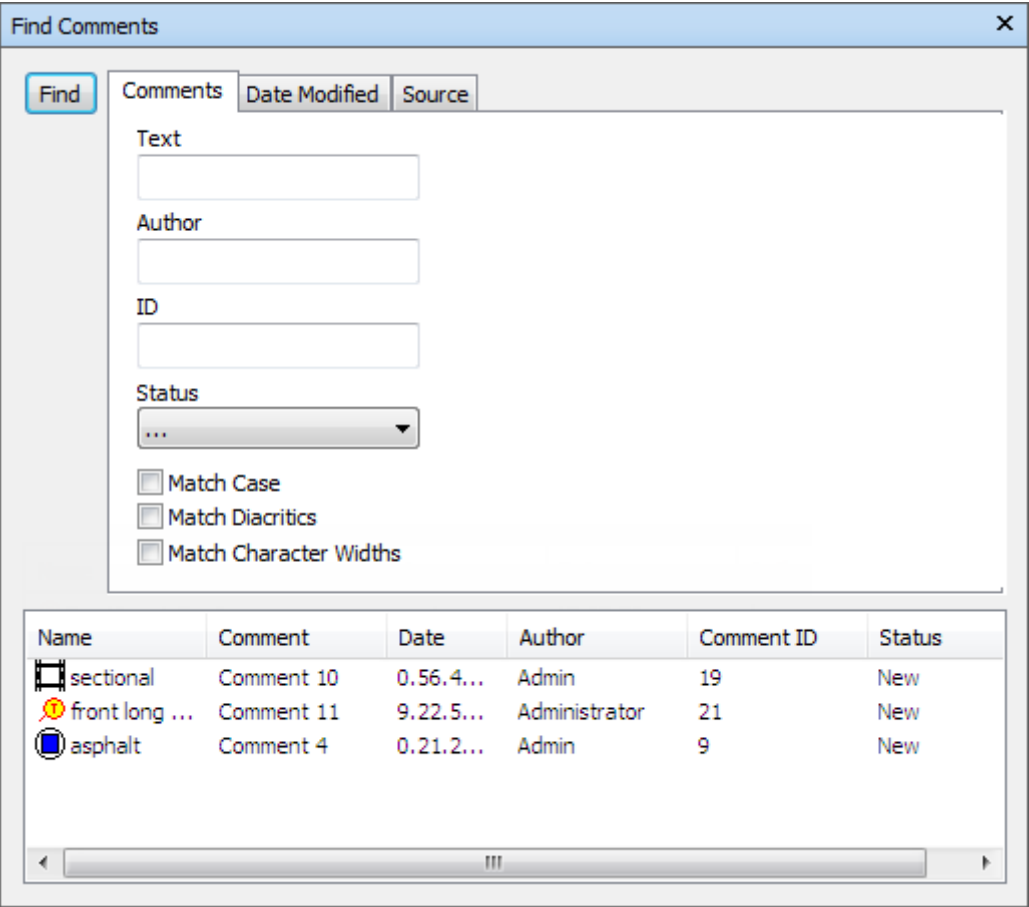 Find Comments
Find Comments Date Modified Source
Text
Author
ID
Status
...
Match Case
Match Diacritics
Match Character Widths
Name Comment Date Author Comment ID Status
sectional Comment 10 0.56.4... Admin 19 New
T front long ... Comment 11 9.22.5... Administrator 21 New
asphalt Comment 4 0.21.2... Admin 9 New